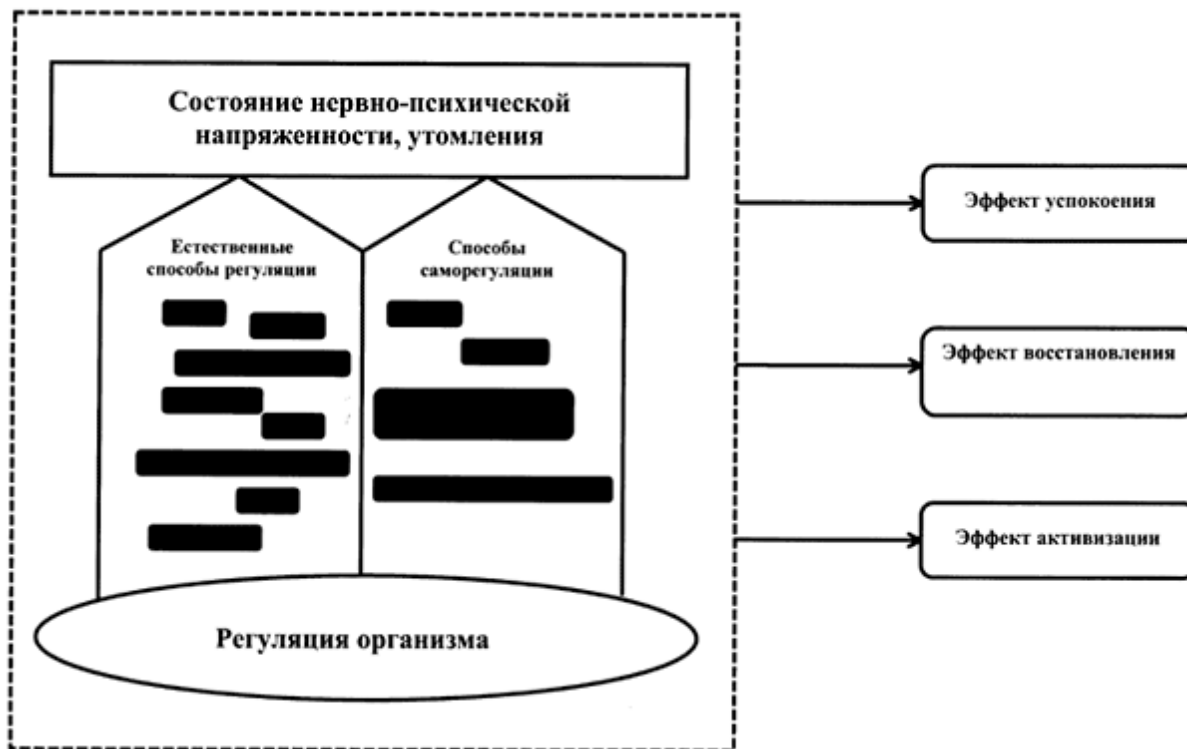 Состояние нервно-психической
напряженности, утомления
Естественные
способы регуляции
Способы
саморегуляции
Регуляция организма
Эффект успокоения
Эффект восстановления
Эффект активизации